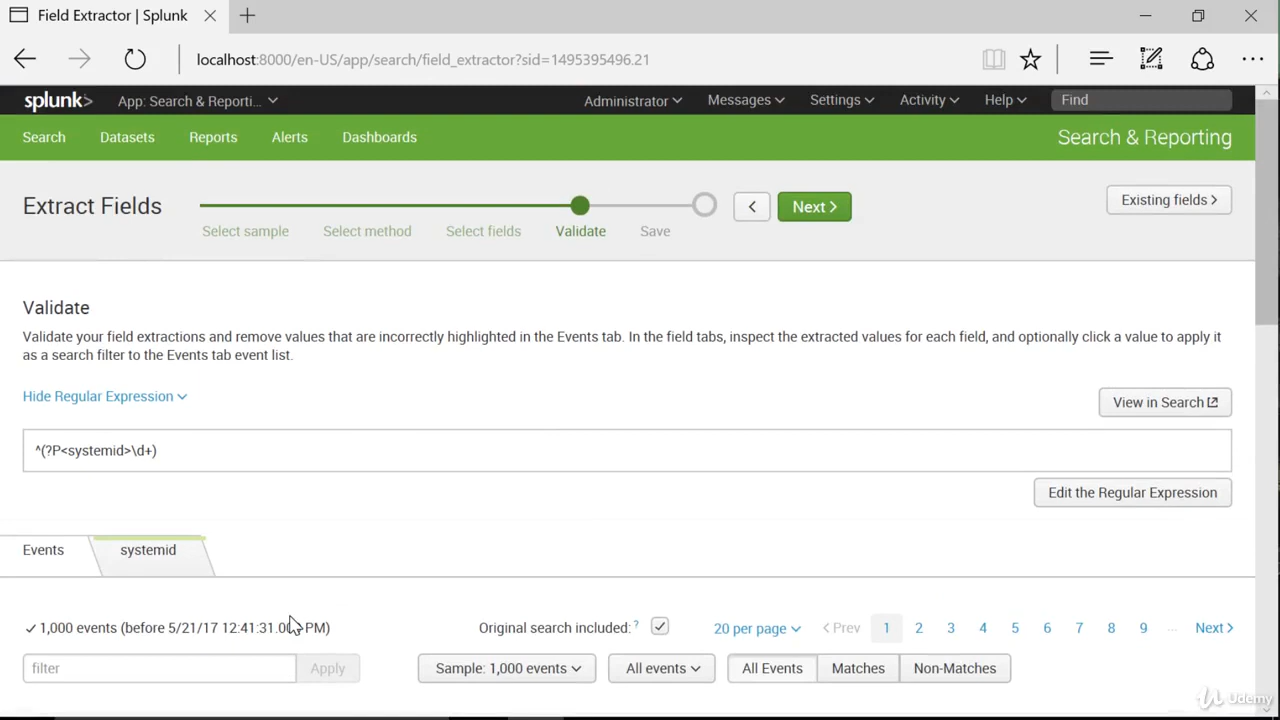 Field Extractor | Splunk
localhost:8000/en-US/app/search/field_extractor?sid=1495395496.21
splunk> App: Search & Reporti... Administrator Messages Settings Activity Help Find
Search Datasets Reports Alerts Dashboards Search & Reporting
Extract Fields Next > Existing fields >
Select sample Select method Select fields Validate Save
Validate
Validate your field extractions and remove values that are incorrectly highlighted in the Events tab. In the field tabs, inspect the extracted values for each field, and optionally click a value to apply it
as a search filter to the Events tab event list.
Hide Regular Expression
View in Search
^(?P<systemid>\d+)
Edit the Regular Expression
Events systemid
1,000 events (before 5/21/17 12:41:31.000 PM) Original search included: ? 20 per page < Prev 1 2 3 4 5 6 7 8 9 ... Next >
filter Apply Sample: 1,000 events All events All Events Matches Non-Matches
Udemy